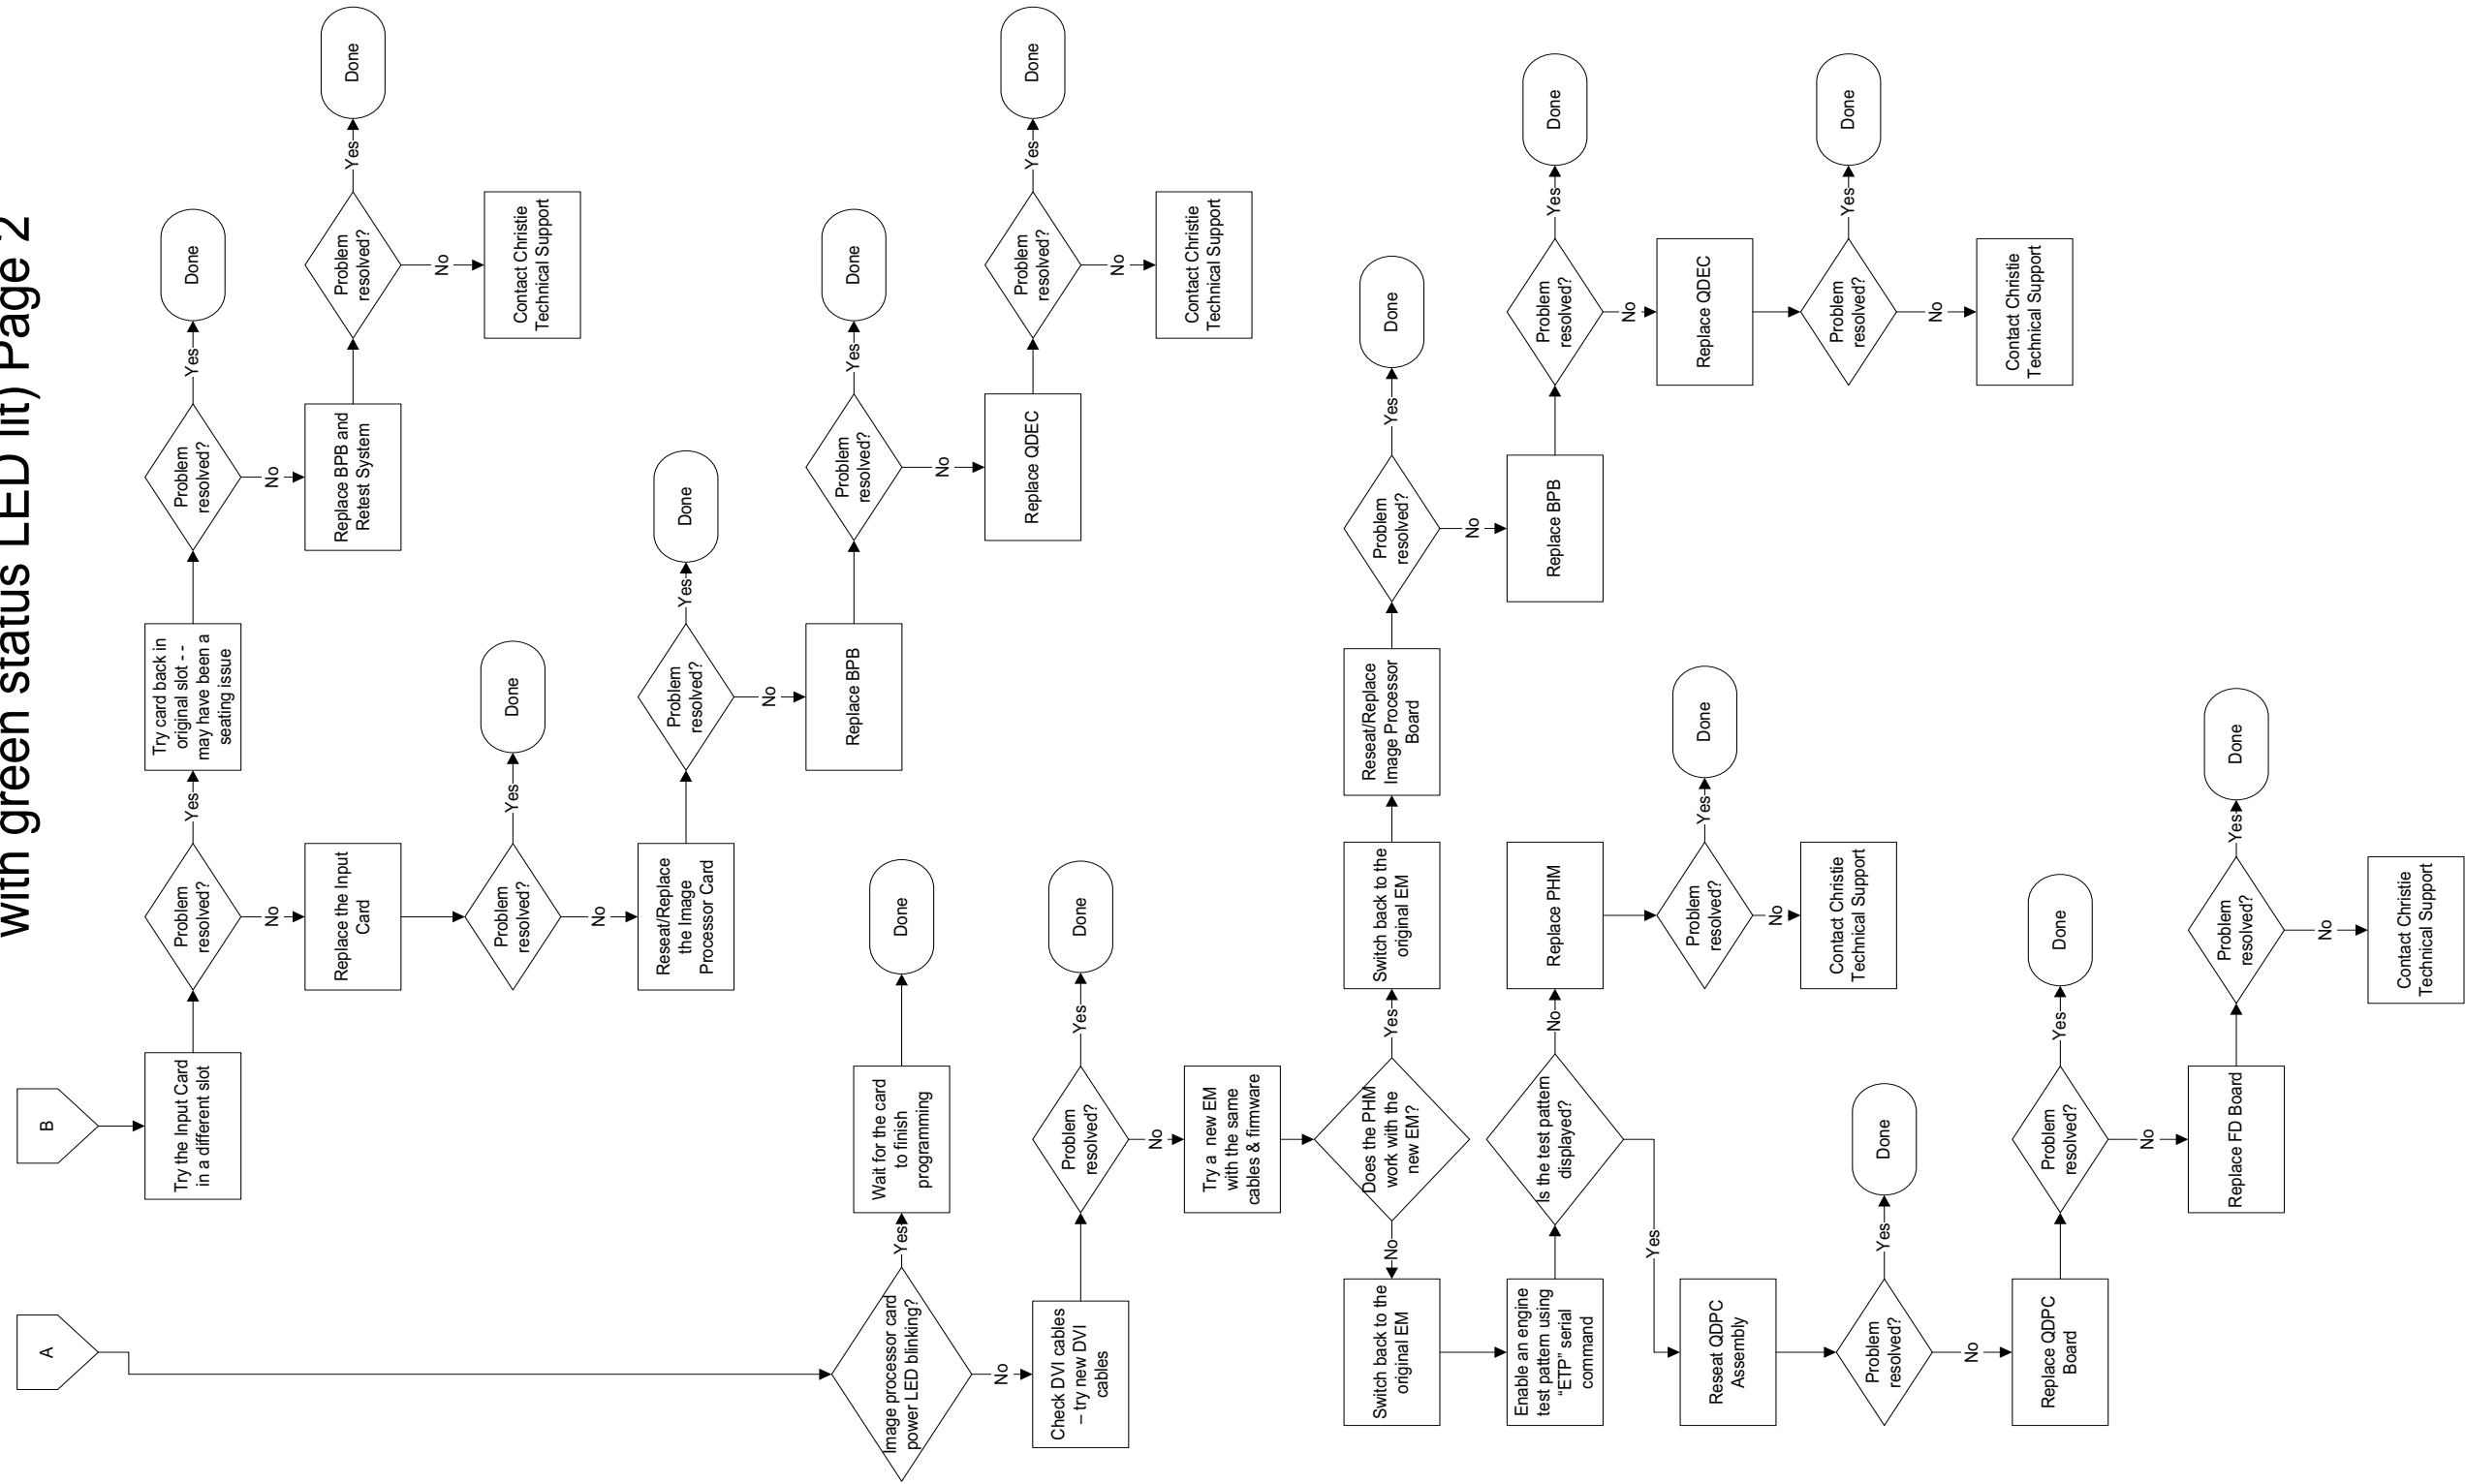 with green status LED lit) Page 2
A
B
Try the Input Card
in a different slot
Problem
resolved?
Yes
Try card back in
original slot - -
may have been a
seating issue
Problem
resolved?
Yes
Done
No
Replace BPB and
Retest System
Problem
resolved?
Yes
Done
No
Contact Christie
Technical Support
No
Replace the Input
Card
Problem
resolved?
Yes
Done
No
Reseat/Replace
the Image
Processor Card
Problem
resolved?
Yes
Done
No
Replace BPB
Problem
resolved?
Yes
Done
No
Replace QDEC
Problem
resolved?
Yes
Done
No
Contact Christie
Technical Support
Image processor card
power LED blinking?
Yes
Wait for the card
to finish
programming
Done
No
Check DVI cables
– try new DVI
cables
Problem
resolved?
Yes
Done
No
Try a new EM
with the same
cables & firmware
Does the PHM
work with the
new EM?
Yes
Switch back to the
original EM
Reseat/Replace
Image Processor
Board
Problem
resolved?
Yes
Done
No
Replace BPB
Problem
resolved?
Yes
Done
No
Replace QDEC
Problem
resolved?
Yes
Done
No
Contact Christie
Technical Support
No
Switch back to the
original EM
Enable an engine
test pattern using
“ETP” serial
command
Is the test pattern
displayed?
No
Replace PHM
Problem
resolved?
Yes
Done
No
Contact Christie
Technical Support
Yes
Reseat QDPC
Assembly
Problem
resolved?
Yes
Done
No
Replace QDPC
Board
Problem
resolved?
Yes
Done
No
Replace FD Board
Problem
resolved?
Yes
Done
No
Contact Christie
Technical Support